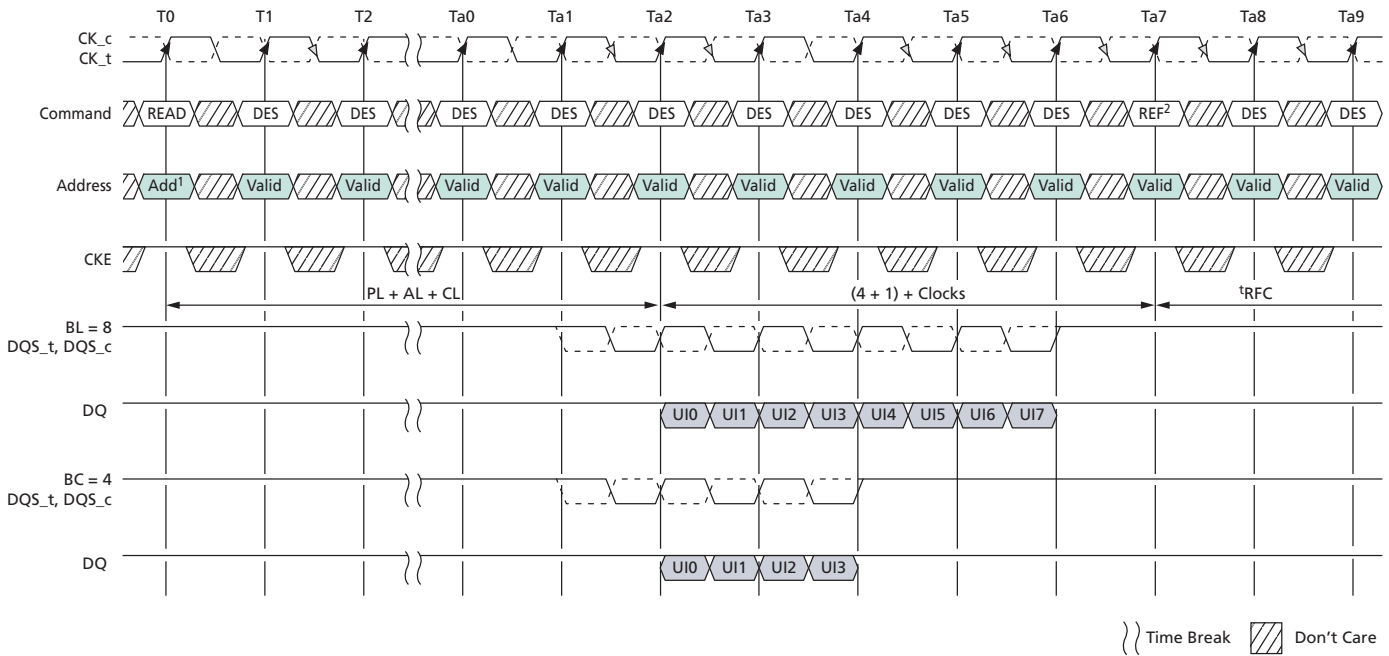 T0 T1 T2 Ta0 Ta1 Ta2 Ta3 Ta4 Ta5 Ta6 Ta7 Ta8 Ta9
CK_c
CK_t
Command READ DES DES DES DES DES DES DES DES DES REF2 DES DES
Address Add1 Valid Valid Valid Valid Valid Valid Valid Valid Valid Valid Valid Valid
CKE
PL + AL + CL (4 + 1) + Clocks tRFC
BL = 8
DQS_t, DQS_c
DQ UI0 UI1 UI2 UI3 UI4 UI5 UI6 UI7
BC = 4
DQS_t, DQS_c
DQ UI0 UI1 UI2 UI3
Time Break Don't Care